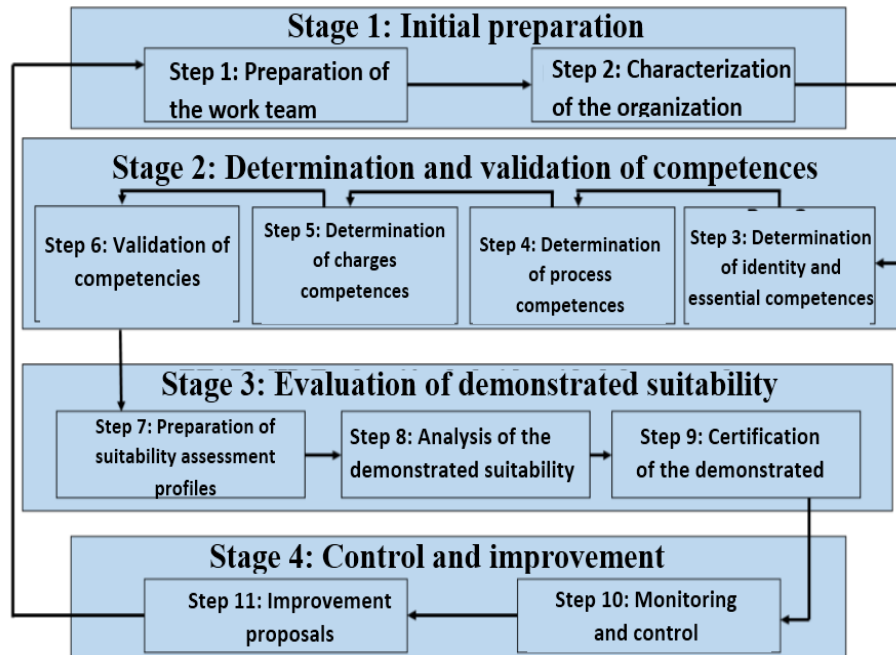 Stage 1: Initial preparation
Step 1: Preparation of
the work team
Step 2: Characterization
of the organization
Stage 2: Determination and validation of competences
Step 6: Validation of
competencies
Step 5: Determination
of charges
competences
Step 4: Determination
of process
competences
Step 3: Determination
of identity and
essential competences
Stage 3: Evaluation of demonstrated suitability
Step 7: Preparation of
suitability assessment
profiles
Step 8: Analysis of the
demonstrated suitability
Step 9: Certification
of the demonstrated
Stage 4: Control and improvement
Step 11: Improvement
proposals
Step 10: Monitoring
and control